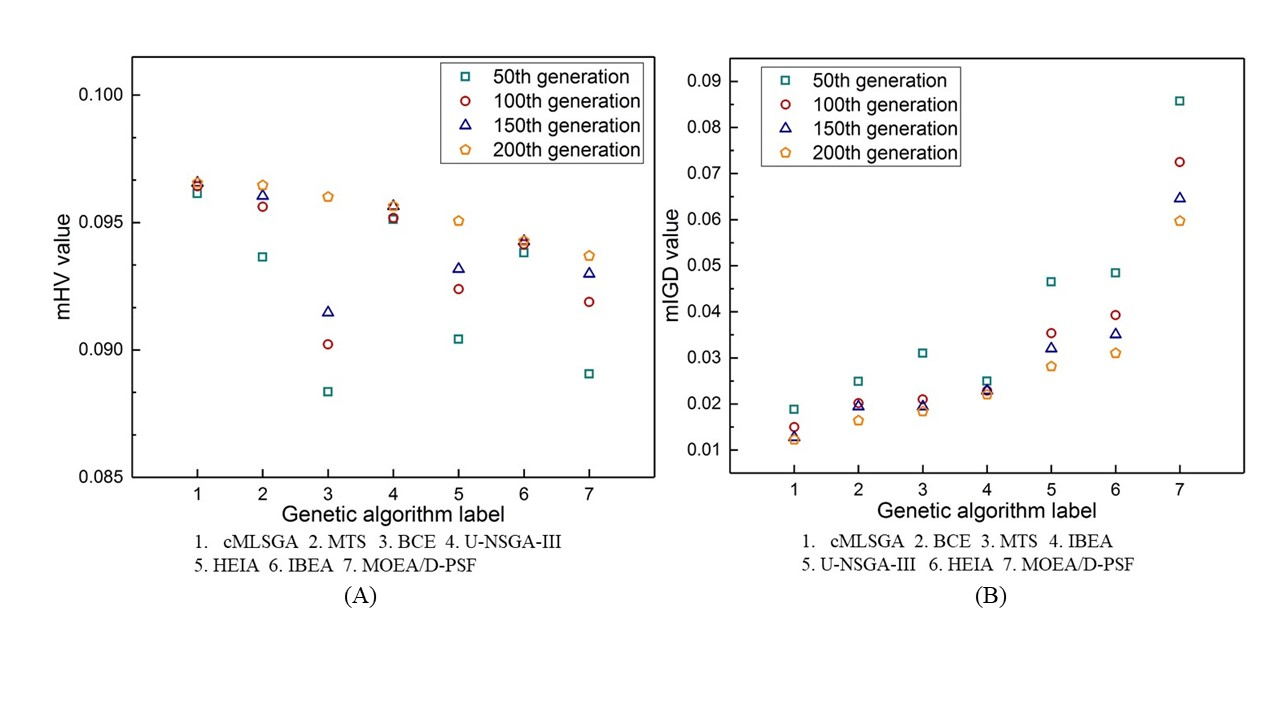 50th generation
100th generation
150th generation
200th generation
0.100
0.095
0.090
0.085
mHV value
1 2 3 4 5 6 7
Genetic algorithm label
1. cMLSGA 2. MTS 3. BCE 4. U-NSGA-III
5. HEIA 6. IBEA 7. MOEA/D-PSF
(A)
50th generation
100th generation
150th generation
200th generation
0.09
0.08
0.07
0.06
0.05
0.04
0.03
0.02
0.01
mIGD value
1 2 3 4 5 6 7
Genetic algorithm label
1. cMLSGA 2. BCE 3. MTS 4. IBEA
5. U-NSGA-III 6. HEIA 7. MOEA/D-PSF
(B)